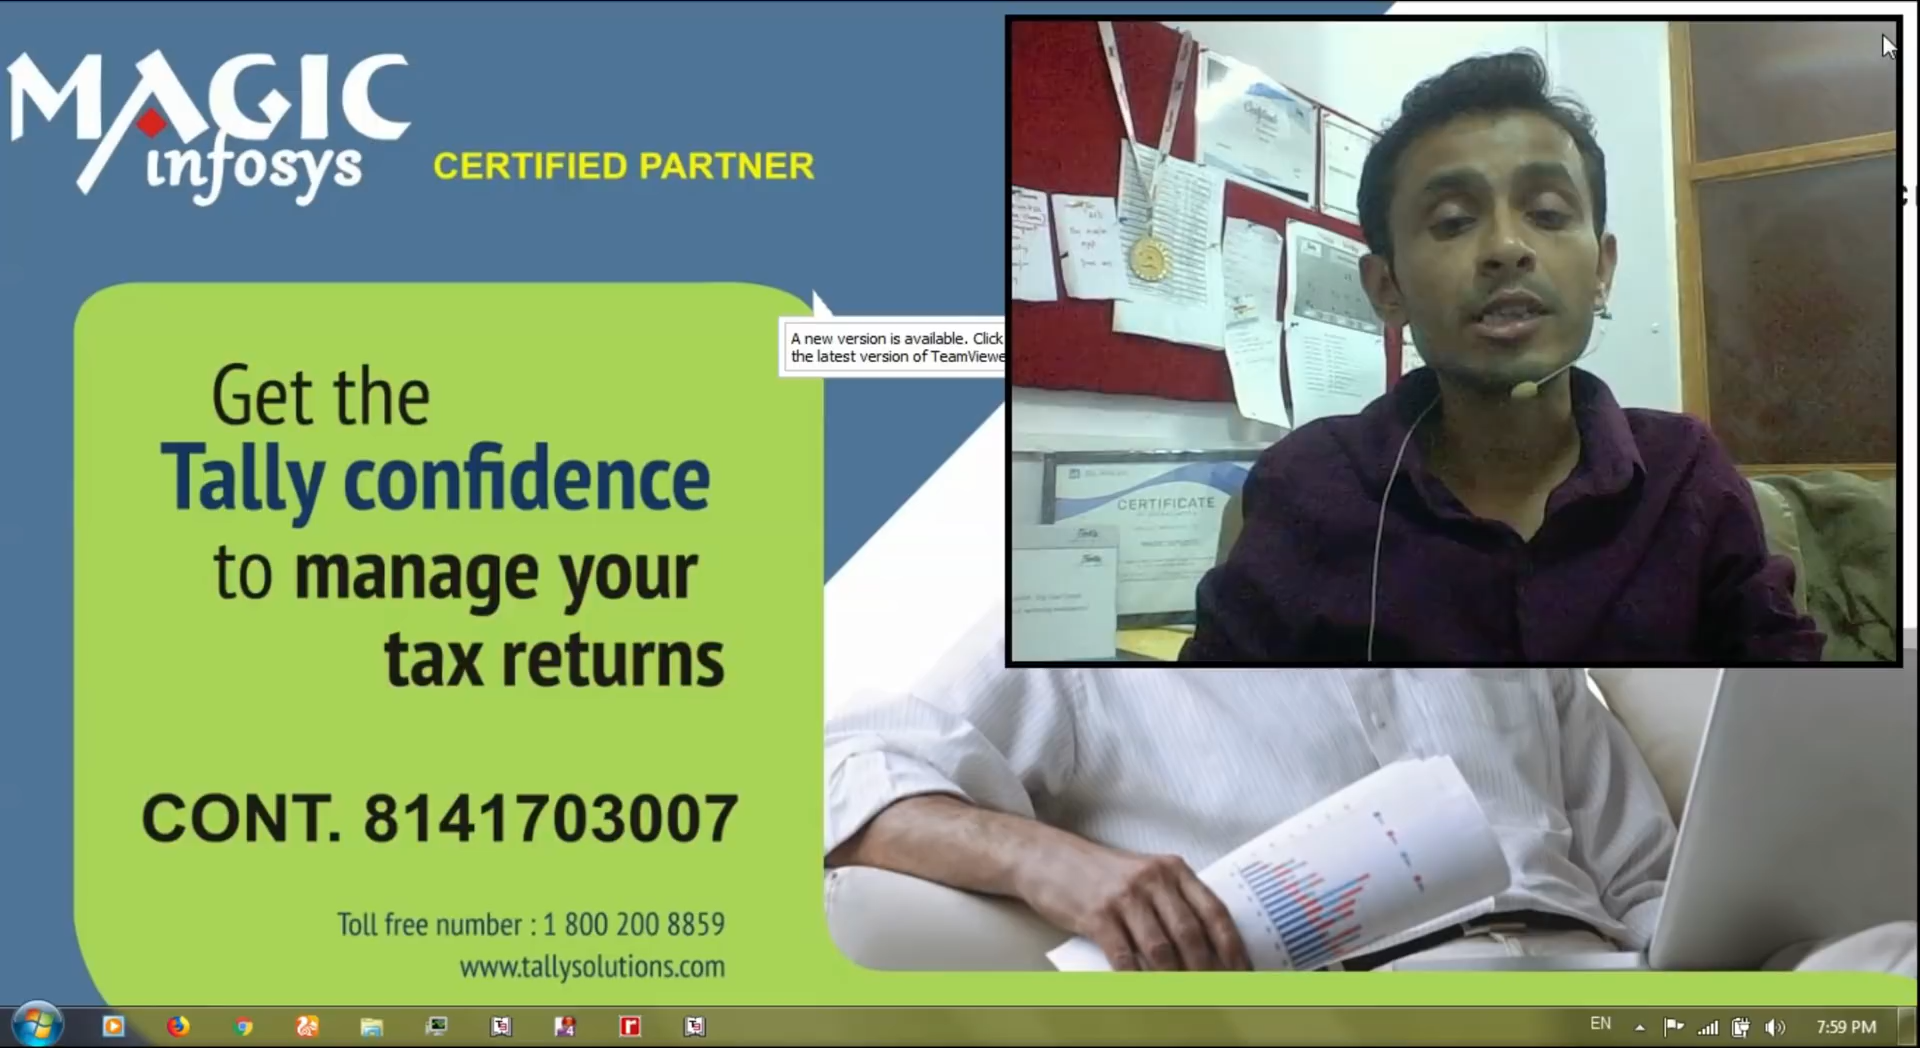 MAGIC
infosys
CERTIFIED PARTNER
A new version is available. Click
the latest version of TeamViewe
Get the
Tally confidence
to manage your
tax returns
CONT. 8141703007
Toll free number : 1 800 200 8859
www.tallysolutions.com
CERTIFICATE
EN
7:59 PM